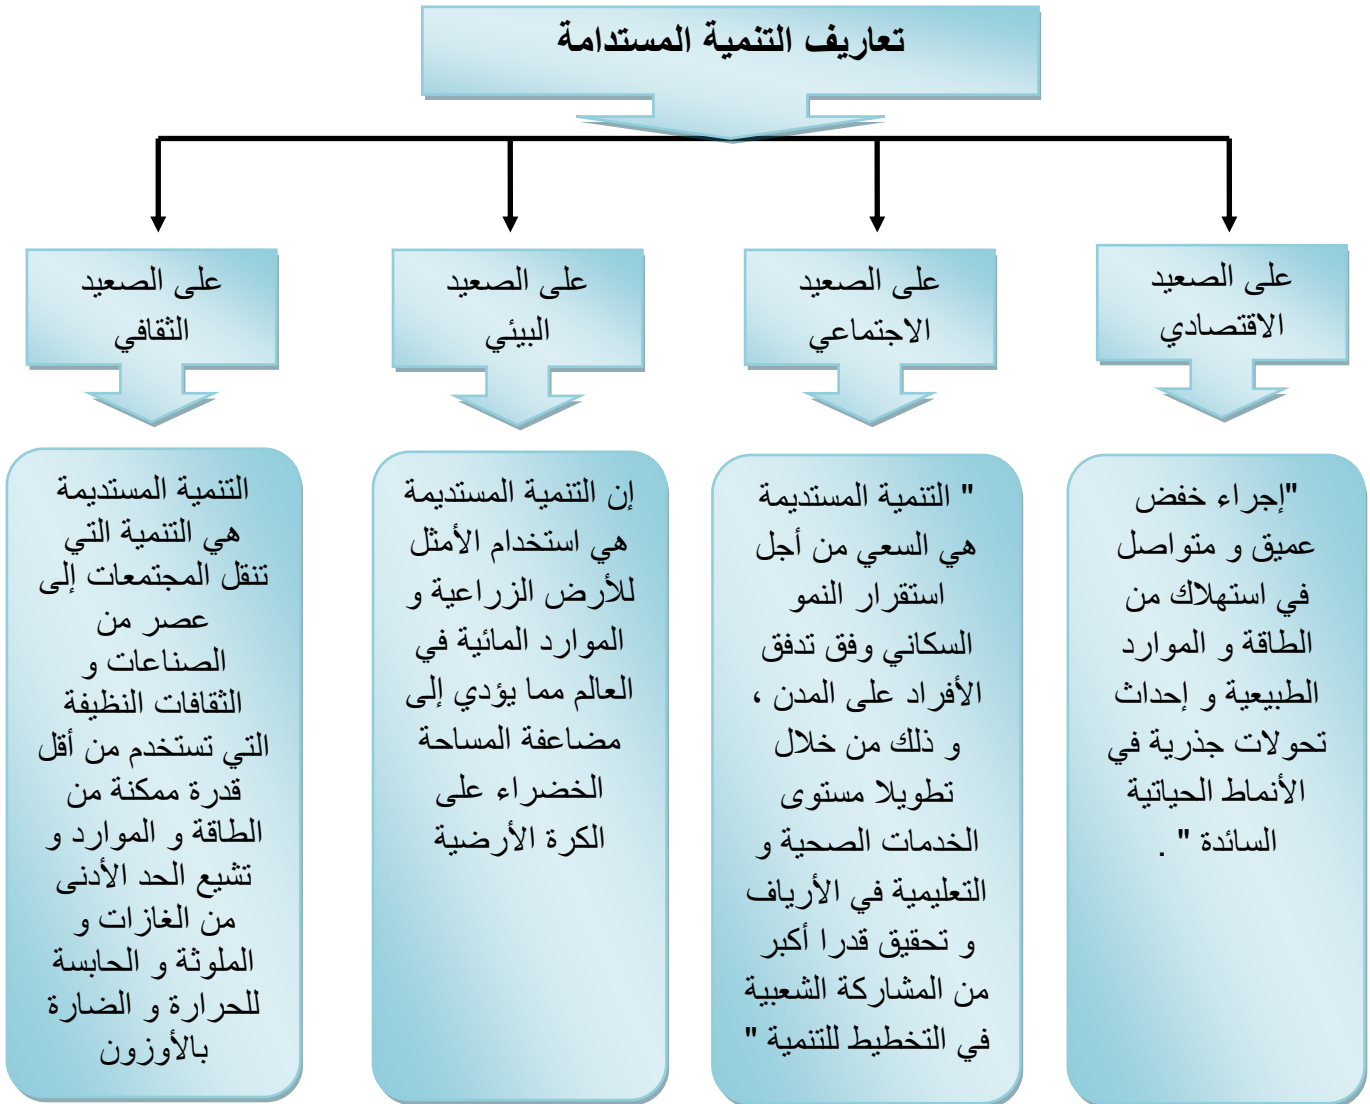 تعاريف التنمية المستدامة
على الصعيد
الاقتصادي
"إجراء خفض
عميق و متواصل
في استهلاك من
الطاقة و الموارد
الطبيعية و إحداث
تحولات جذرية في
الأنماط الحياتية
السائدة " .
على الصعيد
الاجتماعي
" التنمية المستديمة
هي السعي من أجل
استقرار النمو
السكاني وفق تدفق
الأفراد على المدن ،
و ذلك من خلال
تطويلا مستوى
الخدمات الصحية و
التعليمية في الأرياف
و تحقيق قدرا أكبر
من المشاركة الشعبية
في التخطيط للتنمية "
على الصعيد
البيئي
إن التنمية المستديمة
هي استخدام الأمثل
للأرض الزراعية و
الموارد المائية في
العالم مما يؤدي إلى
مضاعفة المساحة
الخضراء على
الكرة الأرضية
على الصعيد
الثقافي
التنمية المستديمة
هي التنمية التي
تنقل المجتمعات إلى
عصر من
الصناعات و
الثقافات النظيفة
التي تستخدم من أقل
قدرة ممكنة من
الطاقة و الموارد و
تشيع الحد الأدنى
من الغازات و
الملوثة و الحابسة
للحرارة و الضارة
بالأوزون